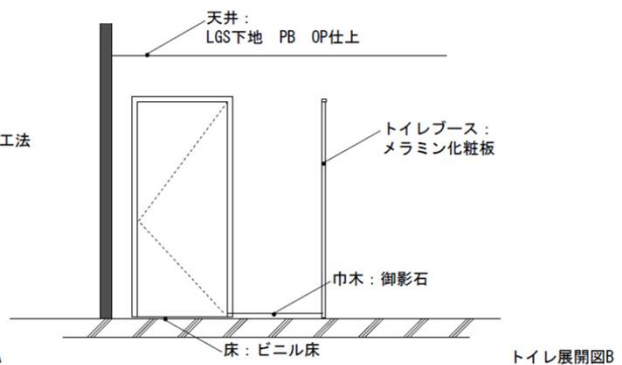 天井：
LGS下地　PB　OP仕上
工法
トイレブース：
メラミン化粧板
巾木：御影石
床：ビニル床
トイレ展開図B